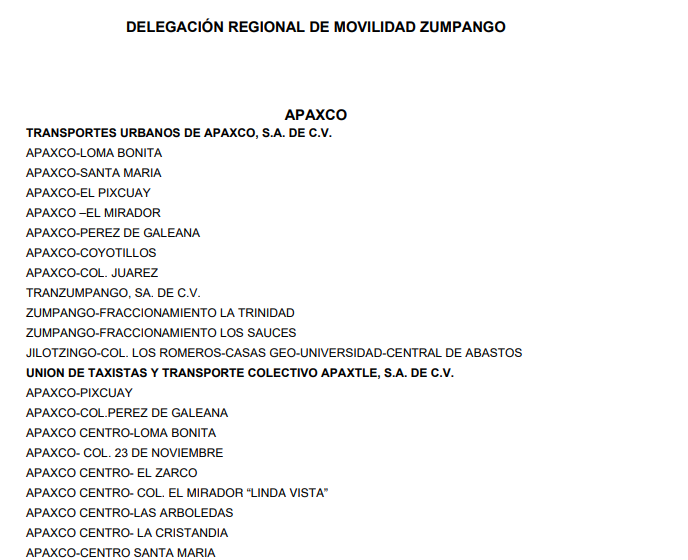 DELEGACIÓN REGIONAL DE MOVILIDAD ZUMPANGO
APAXCO
TRANSPORTES URBANOS DE APAXCO, S.A. DE C.V.
APAXCO-LOMA BONITA
APAXCO-SANTA MARIA
APAXCO-EL PIXCUAY
APAXCO –EL MIRADOR
APAXCO-PEREZ DE GALEANA
APAXCO-COYOTILLOS
APAXCO-COL. JUAREZ
TRANZUMPANGO, SA. DE C.V.
ZUMPANGO-FRACCIONAMIENTO LA TRINIDAD
ZUMPANGO-FRACCIONAMIENTO LOS SAUCES
JILOTZINGO-COL. LOS ROMEROS-CASAS GEO-UNIVERSIDAD-CENTRAL DE ABASTOS
UNION DE TAXISTAS Y TRANSPORTE COLECTIVO APAXTLE, S.A. DE C.V.
APAXCO-PIXCUAY
APAXCO-COL.PEREZ DE GALEANA
APAXCO CENTRO-LOMA BONITA
APAXCO- COL. 23 DE NOVIEMBRE
APAXCO CENTRO- EL ZARCO
APAXCO CENTRO- COL. EL MIRADOR “LINDA VISTA”
APAXCO CENTRO-LAS ARBOLEDAS
APAXCO CENTRO- LA CRISTANDIA
APAXCO-CENTRO SANTA MARIA